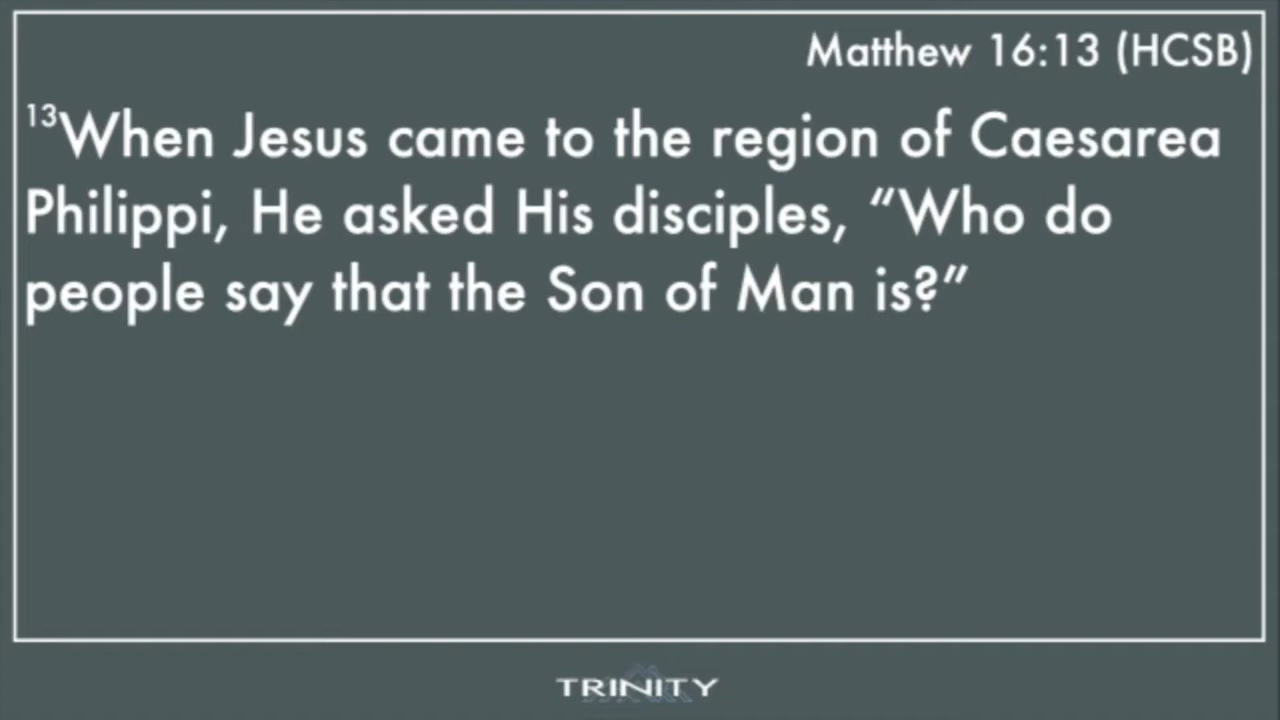 Matthew 16:13 (HCSB)
13When Jesus came to the region of Caesarea
Philippi, He asked His disciples, “Who do
people say that the Son of Man is?”
TRINITY